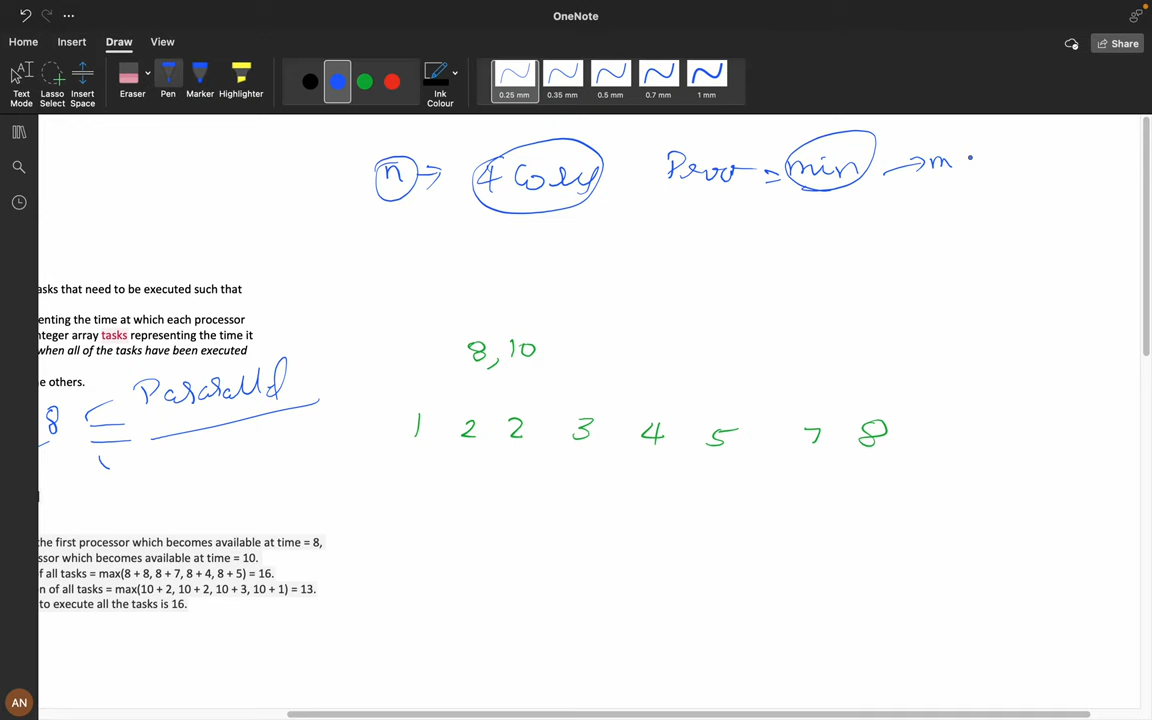 OneNote
Home Insert Draw View
Share
Text Mode
Lasso Select
Insert Space
Eraser
Pen
Marker
Highlighter
Ink Colour
0.25 mm
0.35 mm
0.5 mm
0.7 mm
1 mm
n → 4 = min → m
asks that need to be executed such that
enting the time at which each processor
nteger array tasks representing the time it
when all of the tasks have been executed
e others.
8
8, 10
1 2 2 3 4 5 7 8
the first processor which becomes available at time = 8,
ssor which becomes available at time = 10.
of all tasks = max(8 + 8, 8 + 7, 8 + 4, 8 + 5) = 16.
n of all tasks = max(10 + 2, 10 + 2, 10 + 3, 10 + 1) = 13.
to execute all the tasks is 16.
AN